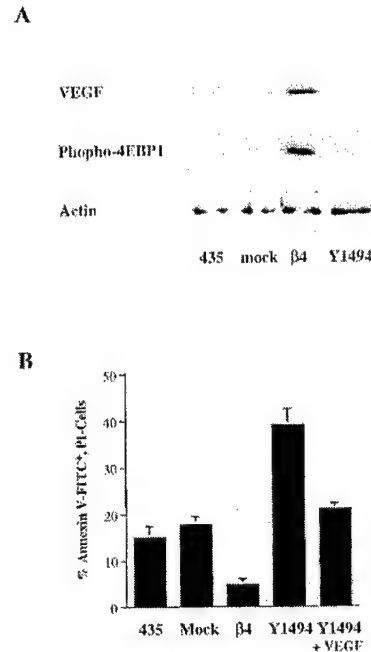 A
VEGF
Phopho-4EBP1
Actin
435 mock β4 Y1494
B
% Annexin V-FITC+, PI-Cells
50
40
30
20
10
0
435 Mock β4 Y1494 Y1494
+ VEGF